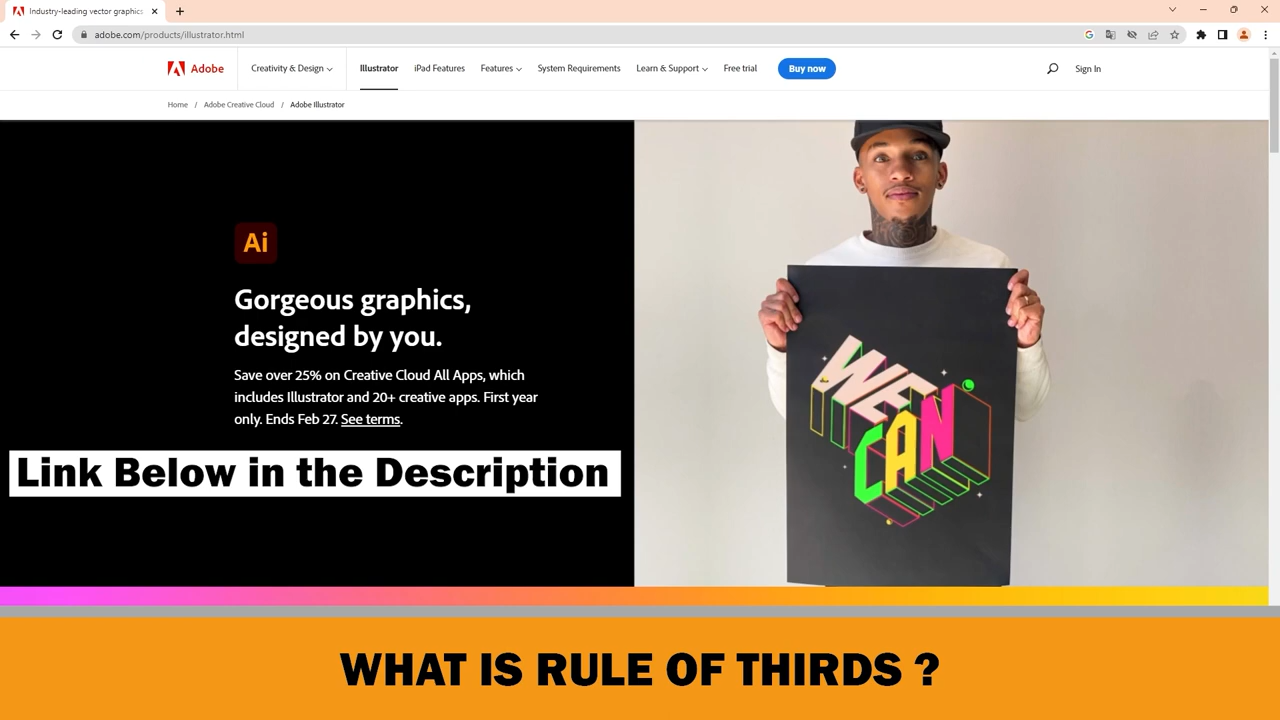 Industry-leading vector graphics
adobe.com/products/illustrator.html
Adobe
Creativity & Design
Illustrator
iPad Features
Features
System Requirements
Learn & Support
Free trial
Buy now
Sign In
Home / Adobe Creative Cloud / Adobe Illustrator
Ai
Gorgeous graphics,
designed by you.
Save over 25% on Creative Cloud All Apps, which
includes Illustrator and 20+ creative apps. First year
only. Ends Feb 27. See terms.
Link Below in the Description
WE
CAN
WHAT IS RULE OF THIRDS ?